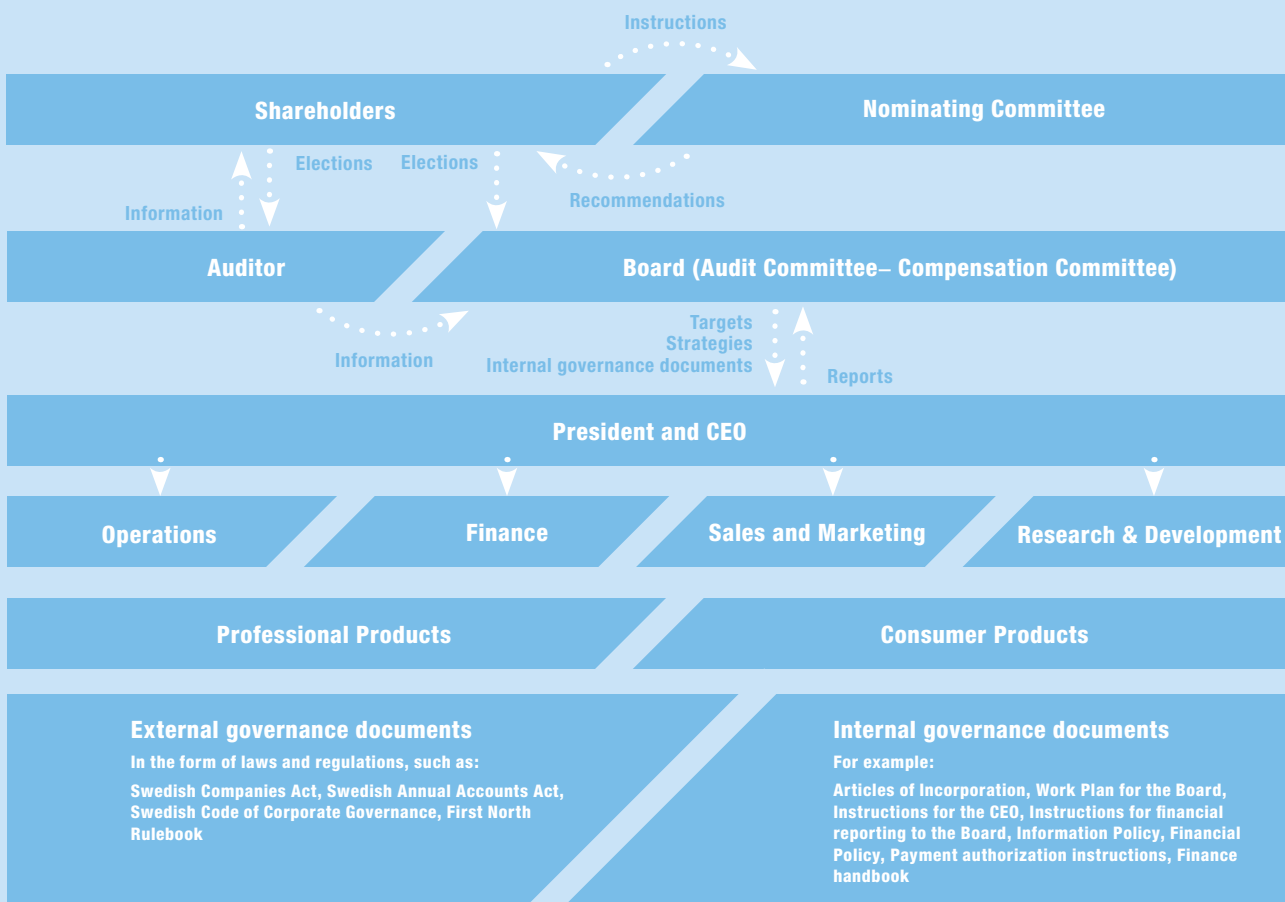 Instructions
Shareholders
Nominating Committee
Elections
Elections
Information
Recommendations
Auditor
Board (Audit Committee– Compensation Committee)
Information
Targets
Strategies
Internal governance documents
Reports
President and CEO
Operations
Finance
Sales and Marketing
Research & Development
Professional Products
Consumer Products
External governance documents
In the form of laws and regulations, such as:
Swedish Companies Act, Swedish Annual Accounts Act,
Swedish Code of Corporate Governance, First North
Rulebook
Internal governance documents
For example:
Articles of Incorporation, Work Plan for the Board,
Instructions for the CEO, Instructions for financial
reporting to the Board, Information Policy, Financial
Policy, Payment authorization instructions, Finance
handbook